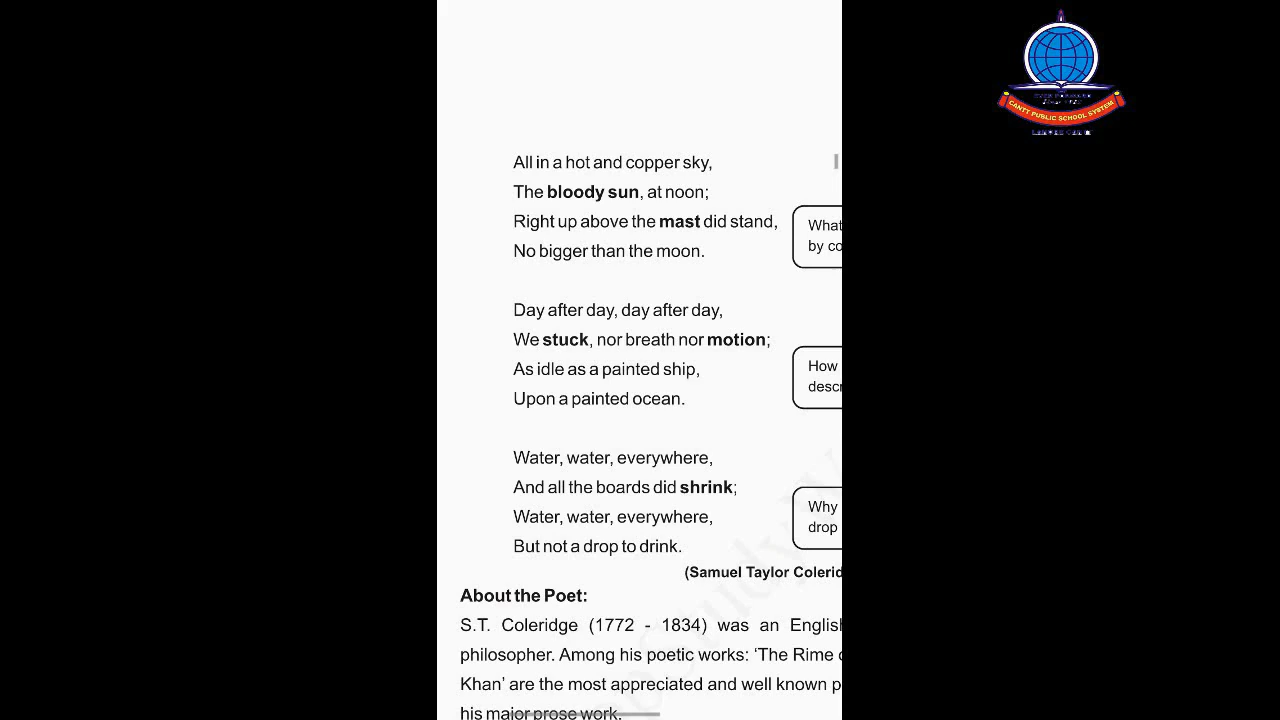 CANTT PUBLIC SCHOOL SYSTEM
All in a hot and copper sky,
The bloody sun, at noon;
Right up above the mast did stand,
No bigger than the moon.
What
by co
Day after day, day after day,
We stuck, nor breath nor motion;
As idle as a painted ship,
Upon a painted ocean.
How
descr
Water, water, everywhere,
And all the boards did shrink;
Water, water, everywhere,
But not a drop to drink.
Why
drop
(Samuel Taylor Colerid
About the Poet:
S.T. Coleridge (1772 - 1834) was an English
philosopher. Among his poetic works: ‘The Rime o
Khan’ are the most appreciated and well known p
his major prose work.